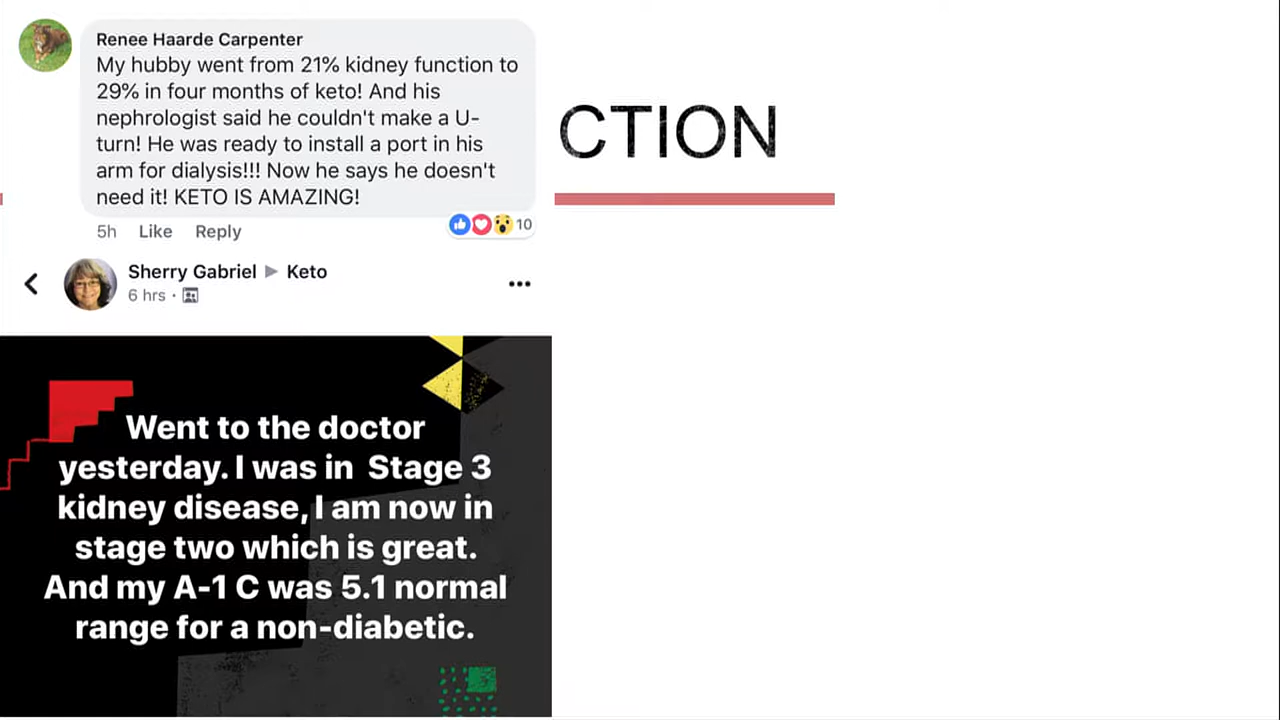 Renee Haarde Carpenter
My hubby went from 21% kidney function to
29% in four months of keto! And his
nephrologist said he couldn't make a U-
turn! He was ready to install a port in his
arm for dialysis!!! Now he says he doesn't
need it! KETO IS AMAZING!
5h Like Reply 10
Sherry Gabriel ▶ Keto
6 hrs ·
Went to the doctor
yesterday. I was in Stage 3
kidney disease, I am now in
stage two which is great.
And my A-1 C was 5.1 normal
range for a non-diabetic.
CTION